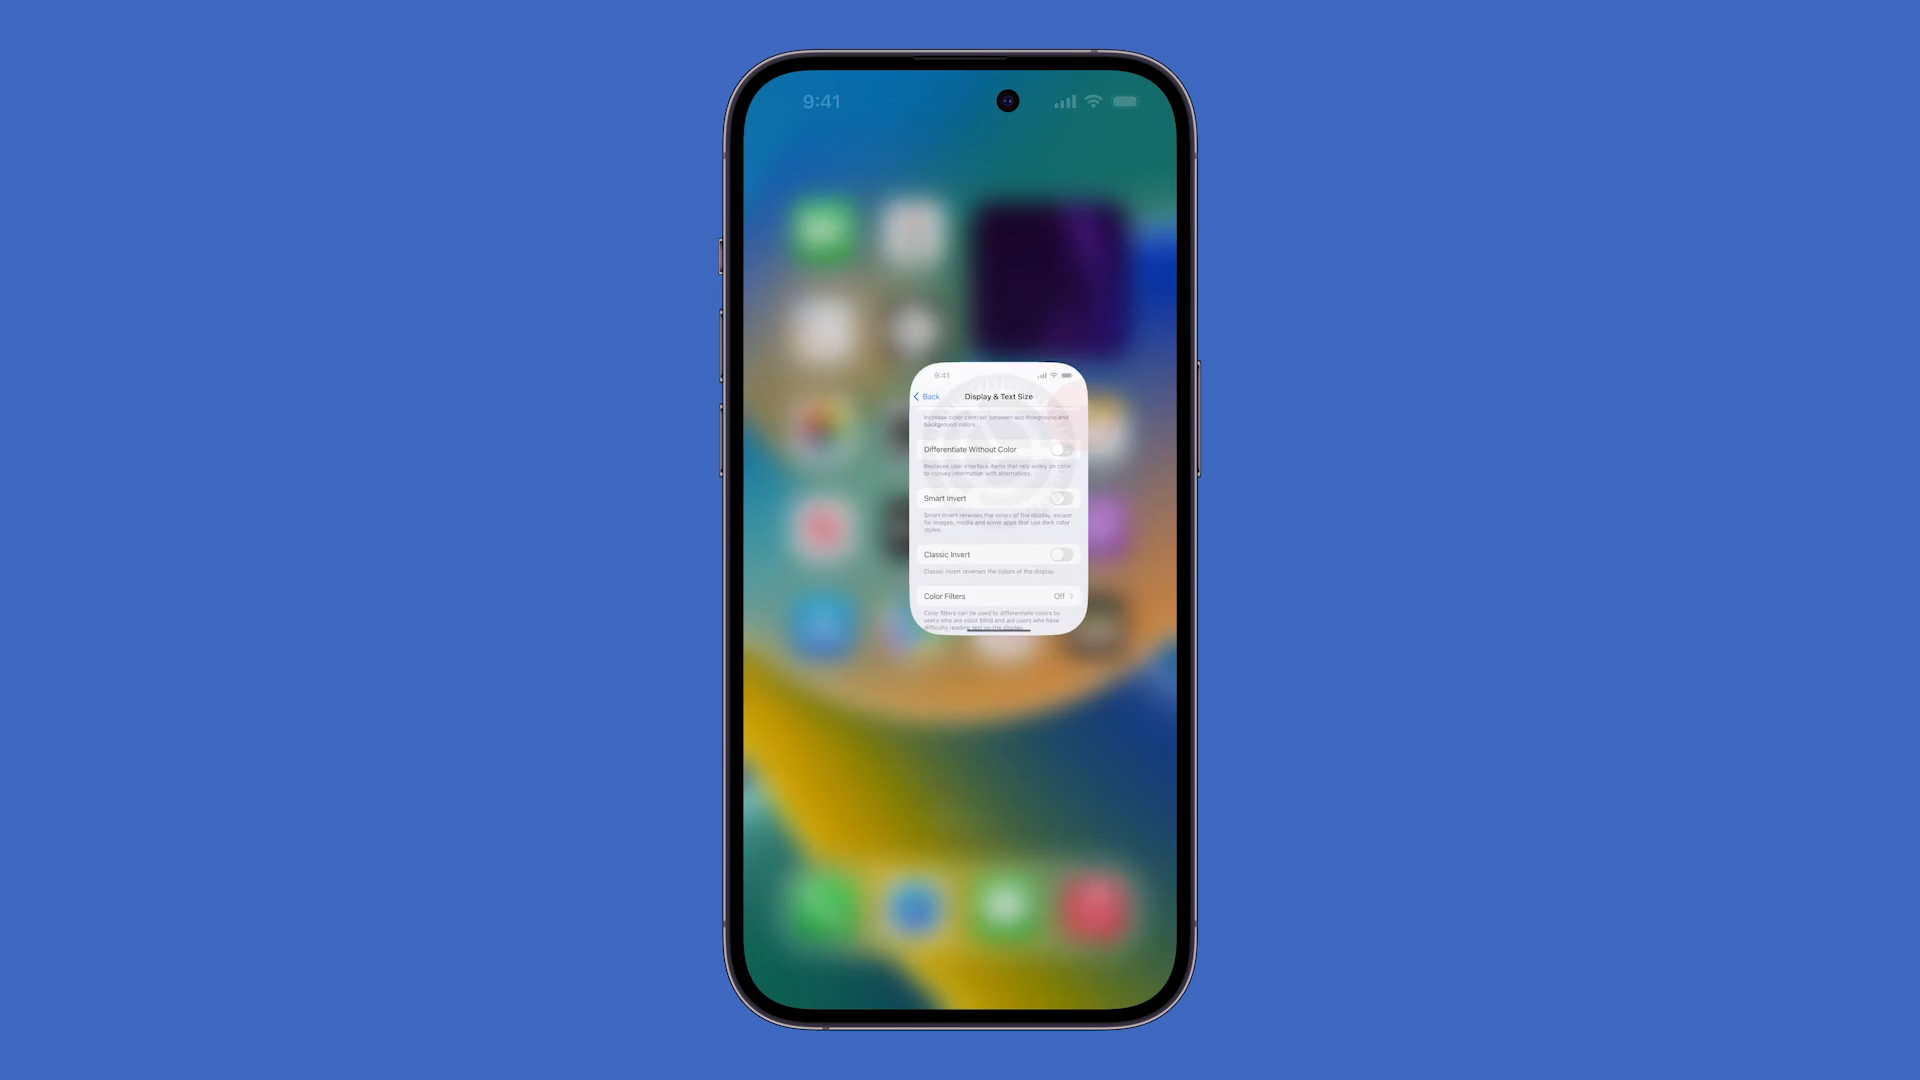 9:41
9:41
Back
Display & Text Size
Increase color contrast between app foreground and
background colors.
Differentiate Without Color
Replaces user interface items that rely solely on color
to convey information with alternatives.
Smart Invert
Smart Invert reverses the colors of the display, except
for images, media and some apps that use dark color
styles.
Classic Invert
Classic Invert reverses the colors of the display.
Color Filters Off
Color filters can be used to differentiate colors by
users who are color blind and aid users who have
difficulty reading text on the display.